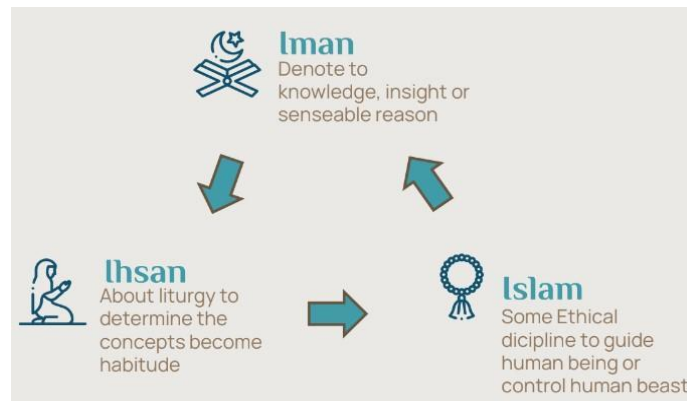 Iman
Denote to
knowledge, insight or
senseable reason
Ihsan
About liturgy to
determine the
concepts become
habitude
Islam
Some Ethical
dicipline to guide
human being or
control human beast